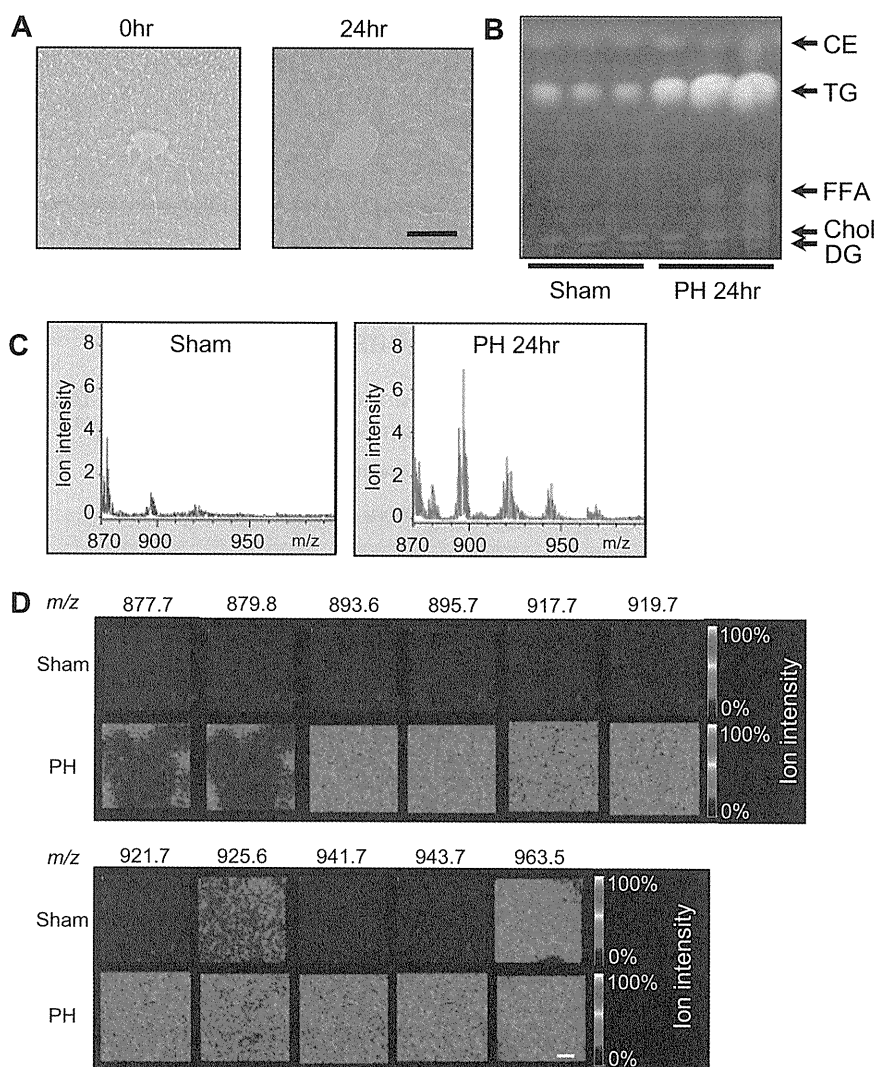 A
0hr
24hr
B
CE
TG
FFA
Chol
DG
Sham
PH 24hr
C
Ion intensity
8
6
4
2
0
Sham
870
900
950
m/z
Ion intensity
8
6
4
2
0
PH 24hr
870
900
950
m/z
D
m/z
877.7
879.8
893.6
895.7
917.7
919.7
Sham
PH
100%
0%
100%
0%
Ion intensity
m/z
921.7
925.6
941.7
943.7
963.5
Sham
PH
100%
0%
100%
0%
Ion intensity